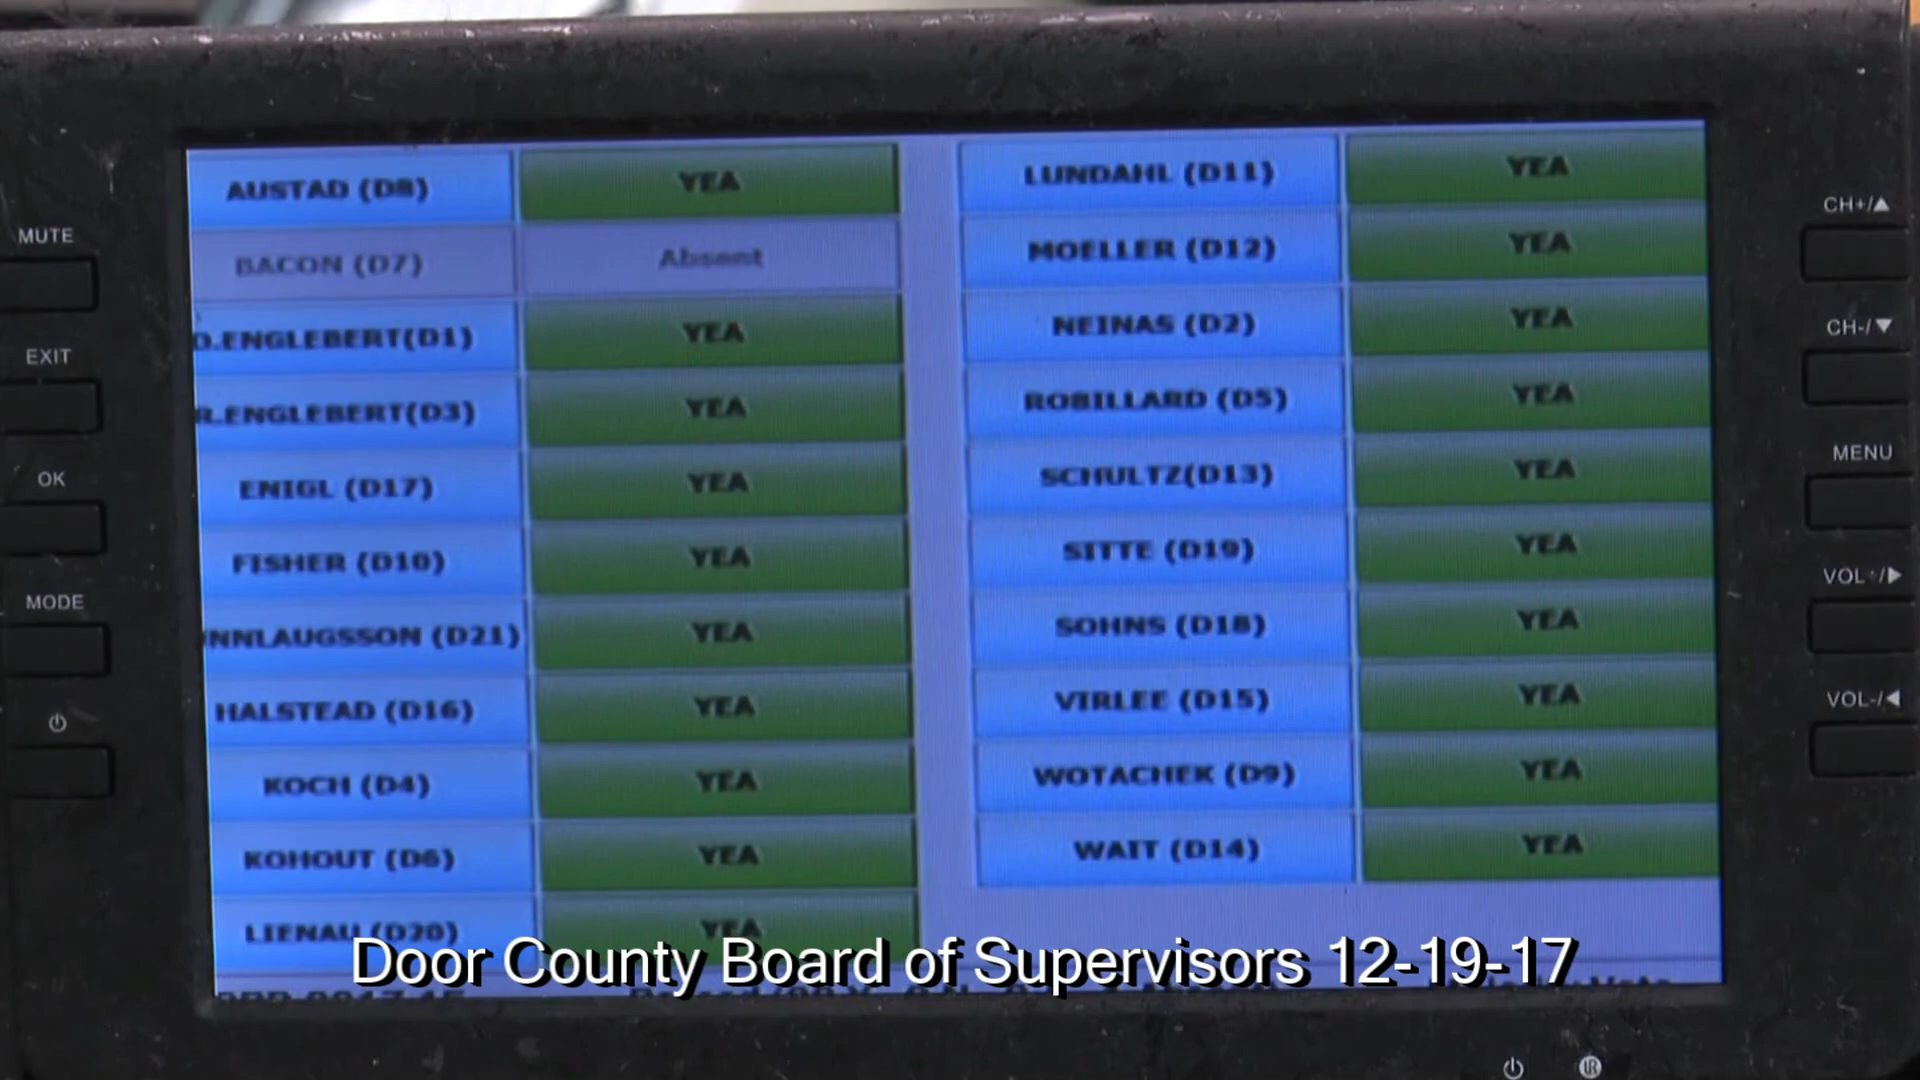 MUTE
EXIT
OK
MODE
AUSTAD (D8) YEA
BACON (D7) Absent
D.ENGLEBERT(D1) YEA
R.ENGLEBERT(D3) YEA
ENIGL (D17) YEA
FISHER (D10) YEA
NNLAUGSSON (D21) YEA
HALSTEAD (D16) YEA
KOCH (D4) YEA
KOHOUT (D6) YEA
LIENAU (D20) YEA
LUNDAHL (D11) YEA
MOELLER (D12) YEA
NEINAS (D2) YEA
ROBILLARD (D5) YEA
SCHULTZ(D13) YEA
SITTE (D19) YEA
SOHNS (D18) YEA
VIRLEE (D15) YEA
WOTACHEK (D9) YEA
WAIT (D14) YEA
CH+/▲
CH-/▼
MENU
VOL+/▶
VOL-/◀
Door County Board of Supervisors 12-19-17
IR